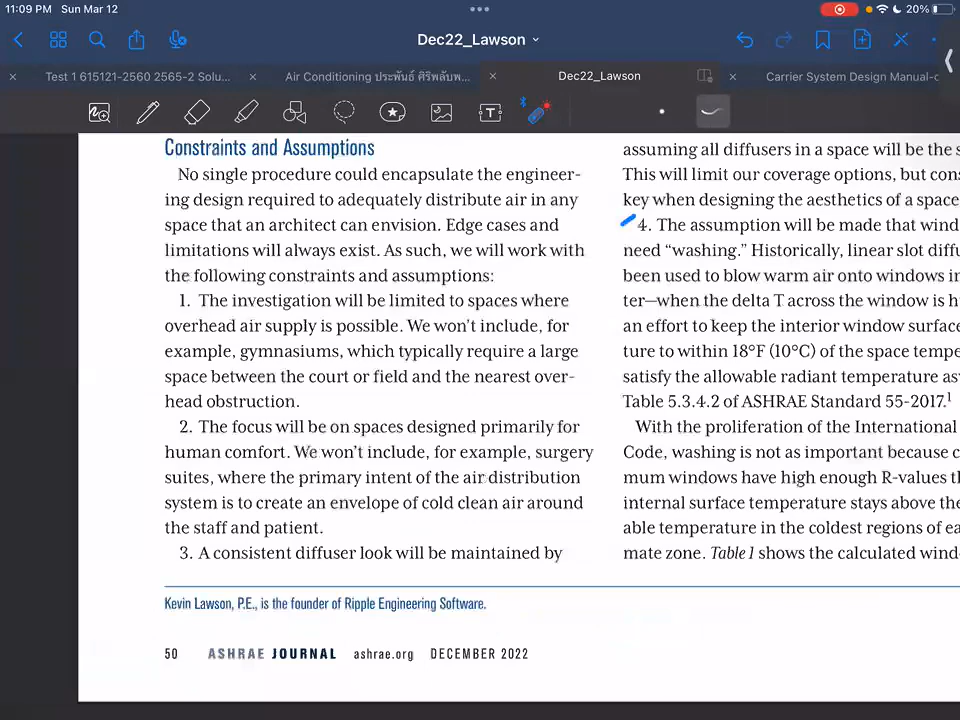 11:09 PM Sun Mar 12
20%
Dec22_Lawson
Test 1 615121-2560 2565-2 Solu...
Air Conditioning ประพันธ์ ศิริพลับพ...
Dec22_Lawson
Carrier System Design Manual-c
Constraints and Assumptions
No single procedure could encapsulate the engineer-
ing design required to adequately distribute air in any
space that an architect can envision. Edge cases and
limitations will always exist. As such, we will work with
the following constraints and assumptions:
1. The investigation will be limited to spaces where
overhead air supply is possible. We won't include, for
example, gymnasiums, which typically require a large
space between the court or field and the nearest over-
head obstruction.
2. The focus will be on spaces designed primarily for
human comfort. We won't include, for example, surgery
suites, where the primary intent of the air distribution
system is to create an envelope of cold clean air around
the staff and patient.
3. A consistent diffuser look will be maintained by
assuming all diffusers in a space will be the s
This will limit our coverage options, but cons
key when designing the aesthetics of a space
4. The assumption will be made that wind
need “washing.” Historically, linear slot diffu
been used to blow warm air onto windows in
ter—when the delta T across the window is h
an effort to keep the interior window surface
ture to within 18°F (10°C) of the space tempe
satisfy the allowable radiant temperature as
Table 5.3.4.2 of ASHRAE Standard 55-2017.¹
With the proliferation of the International
Code, washing is not as important because c
mum windows have high enough R-values th
internal surface temperature stays above the
able temperature in the coldest regions of ea
mate zone. Table 1 shows the calculated wind
Kevin Lawson, P.E., is the founder of Ripple Engineering Software.
50 ASHRAE JOURNAL ashrae.org DECEMBER 2022